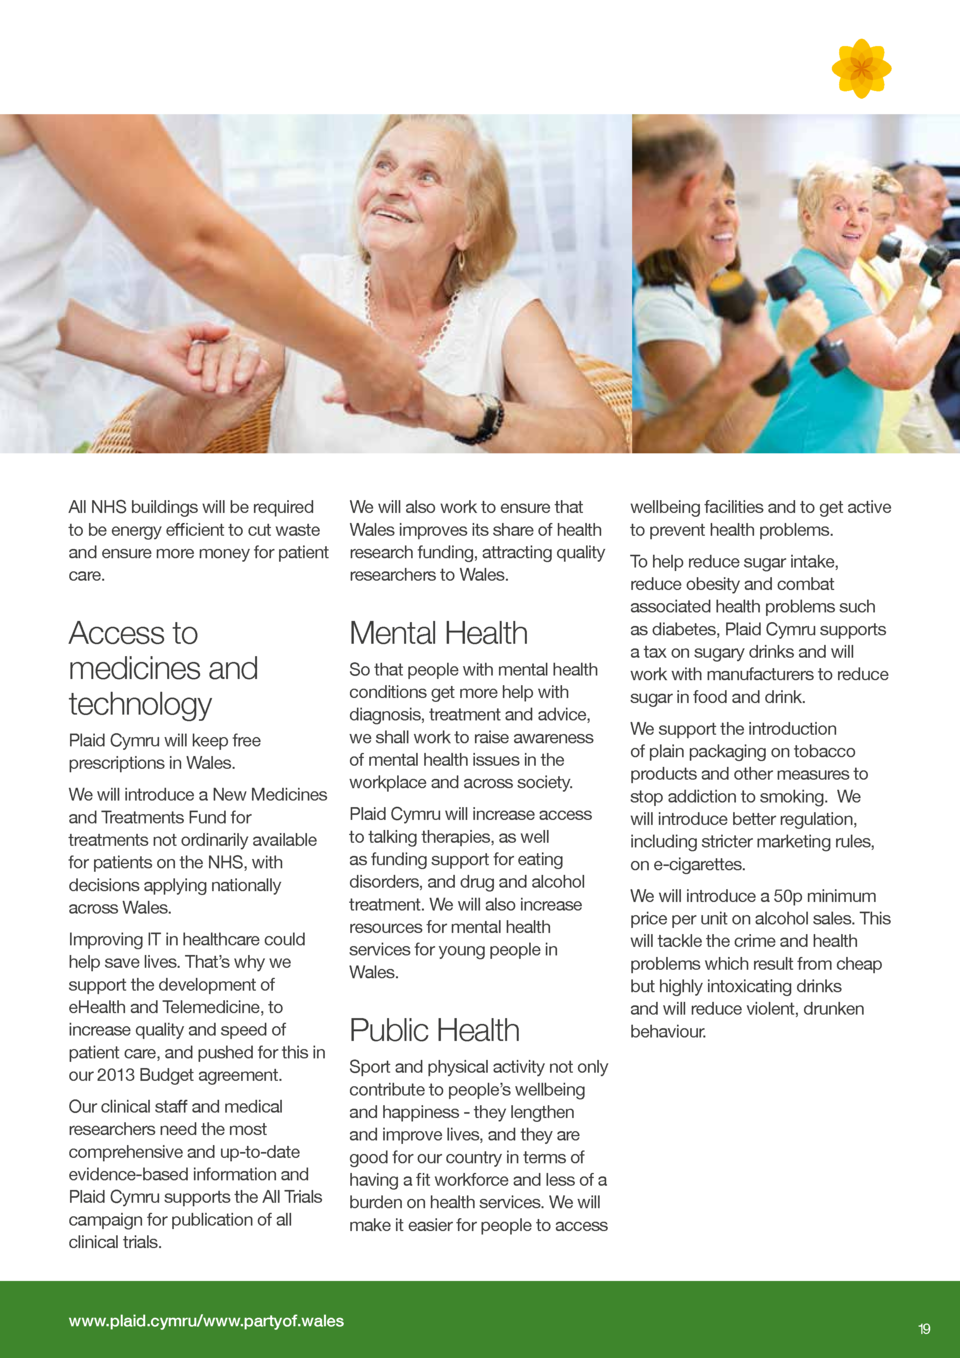 All NHS buildings will be required
to be energy efficient to cut waste
and ensure more money for patient
care.
Access to
medicines and
technology
Plaid Cymru will keep free
prescriptions in Wales.
We will introduce a New Medicines
and Treatments Fund for
treatments not ordinarily available
for patients on the NHS, with
decisions applying nationally
across Wales.
Improving IT in healthcare could
help save lives. That’s why we
support the development of
eHealth and Telemedicine, to
increase quality and speed of
patient care, and pushed for this in
our 2013 Budget agreement.
Our clinical staff and medical
researchers need the most
comprehensive and up-to-date
evidence-based information and
Plaid Cymru supports the All Trials
campaign for publication of all
clinical trials.
We will also work to ensure that
Wales improves its share of health
research funding, attracting quality
researchers to Wales.
Mental Health
So that people with mental health
conditions get more help with
diagnosis, treatment and advice,
we shall work to raise awareness
of mental health issues in the
workplace and across society.
Plaid Cymru will increase access
to talking therapies, as well
as funding support for eating
disorders, and drug and alcohol
treatment. We will also increase
resources for mental health
services for young people in
Wales.
Public Health
Sport and physical activity not only
contribute to people’s wellbeing
and happiness - they lengthen
and improve lives, and they are
good for our country in terms of
having a fit workforce and less of a
burden on health services. We will
make it easier for people to access
wellbeing facilities and to get active
to prevent health problems.
To help reduce sugar intake,
reduce obesity and combat
associated health problems such
as diabetes, Plaid Cymru supports
a tax on sugary drinks and will
work with manufacturers to reduce
sugar in food and drink.
We support the introduction
of plain packaging on tobacco
products and other measures to
stop addiction to smoking.  We
will introduce better regulation,
including stricter marketing rules,
on e-cigarettes.
We will introduce a 50p minimum
price per unit on alcohol sales. This
will tackle the crime and health
problems which result from cheap
but highly intoxicating drinks
and will reduce violent, drunken
behaviour.
www.plaid.cymru/www.partyof.wales
19